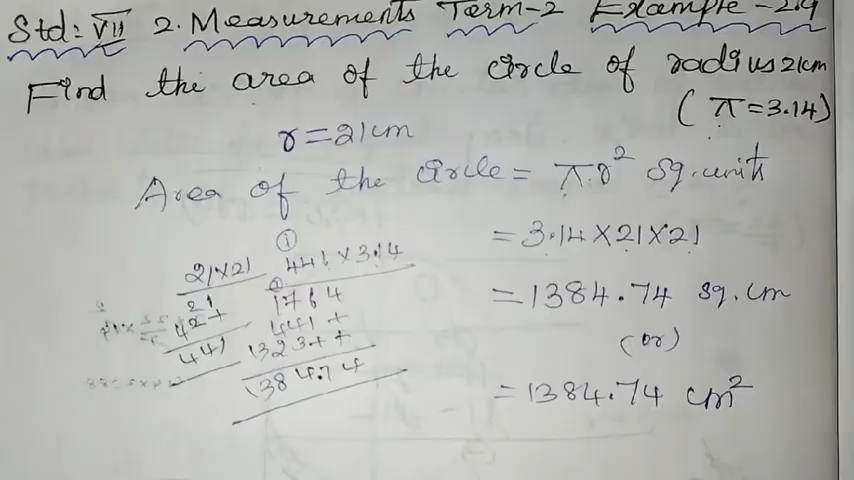 Std: VII 2. Measurements Term-2 Example-2.9
Find the area of the circle of radius 21cm
(π=3.14)
r=21cm
Area of the circle = πr² sq.units
=3.14×21×21
=1384.74 sq.cm
(or)
=1384.74 cm²
21×21
21
42+
441
①
441×3.14
1764
441+
1323++
1384.74